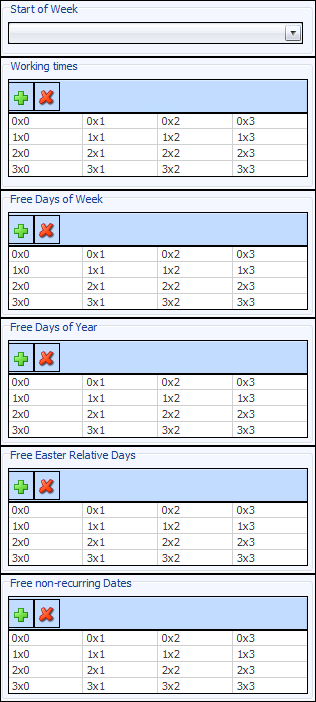 Start of Week
Working times
0x0 0x1 0x2 0x3
1x0 1x1 1x2 1x3
2x0 2x1 2x2 2x3
3x0 3x1 3x2 3x3
Free Days of Week
0x0 0x1 0x2 0x3
1x0 1x1 1x2 1x3
2x0 2x1 2x2 2x3
3x0 3x1 3x2 3x3
Free Days of Year
0x0 0x1 0x2 0x3
1x0 1x1 1x2 1x3
2x0 2x1 2x2 2x3
3x0 3x1 3x2 3x3
Free Easter Relative Days
0x0 0x1 0x2 0x3
1x0 1x1 1x2 1x3
2x0 2x1 2x2 2x3
3x0 3x1 3x2 3x3
Free non-recurring Dates
0x0 0x1 0x2 0x3
1x0 1x1 1x2 1x3
2x0 2x1 2x2 2x3
3x0 3x1 3x2 3x3